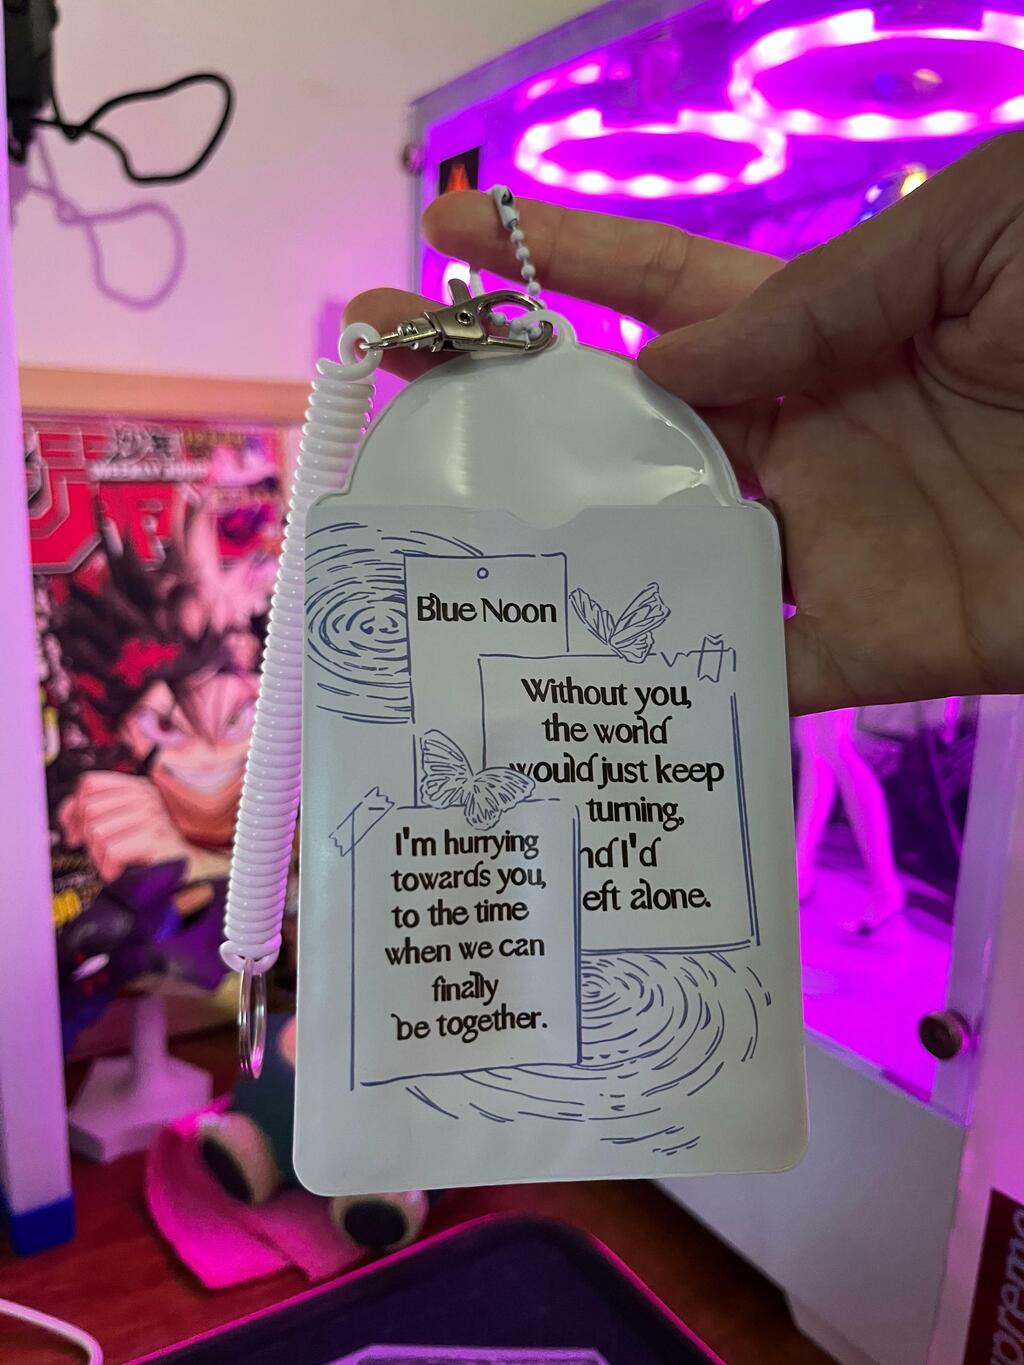 Blue Noon
Without you,
the world
would just keep
turning,
I'd
alone.
I'm hurrying
towards you,
to the time
when we can
finally
be together.